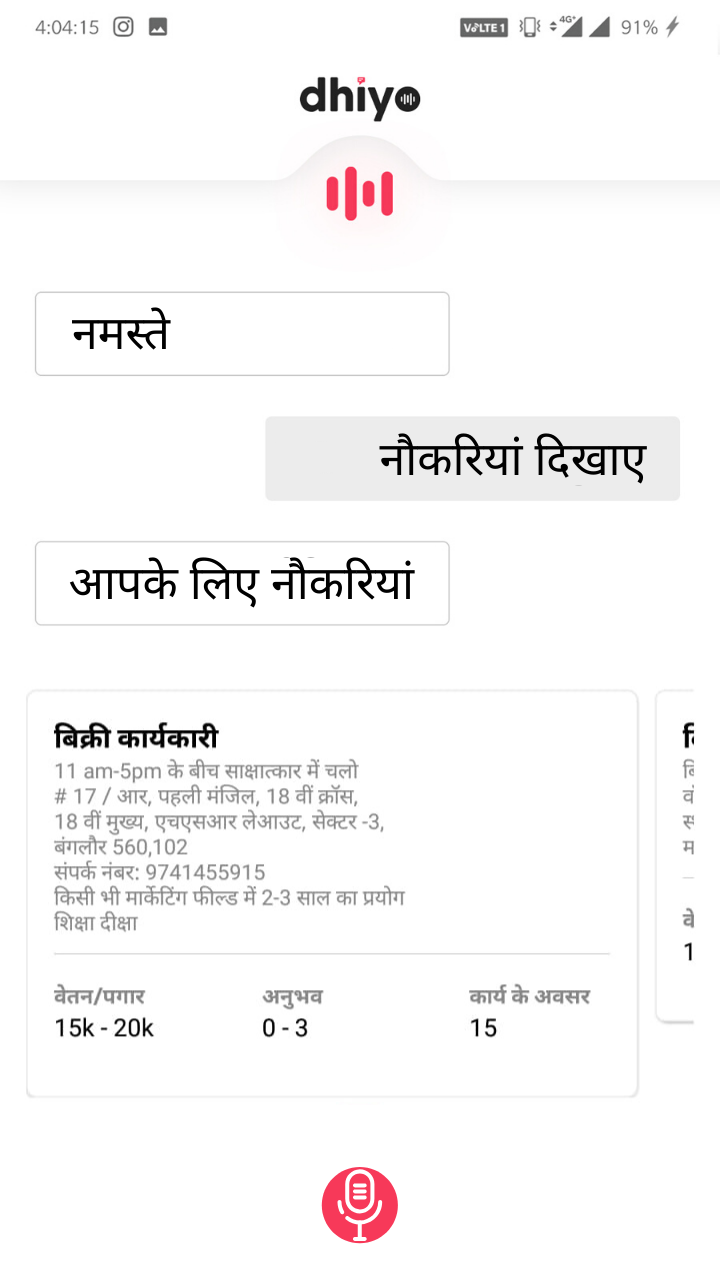 4:04:15 VoLTE 1 4G+ 91%
dhiyo
नमस्ते
नौकरियां दिखाए
आपके लिए नौकरियां
बिक्री कार्यकारी
11 am-5pm के बीच साक्षात्कार में चलो
# 17 / आर, पहली मंजिल, 18 वीं क्रॉस,
18 वीं मुख्य, एचएसआर लेआउट, सेक्टर -3,
बंगलौर 560,102
संपर्क नंबर: 9741455915
किसी भी मार्केटिंग फील्ड में 2-3 साल का प्रयोग
शिक्षा दीक्षा
वेतन/पगार अनुभव कार्य के अवसर
15k - 20k 0 - 3 15